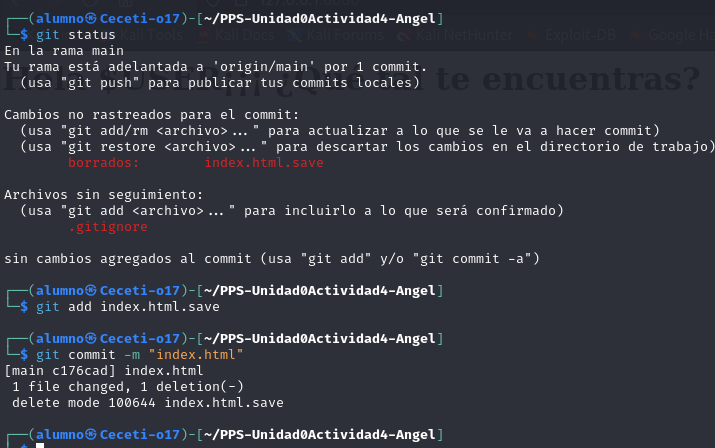 ┌──(alumno㉿Ceceti-o17)-[~/PPS-Unidad0Actividad4-Angel]
└─$ git status
En la rama main
Tu rama está adelantada a 'origin/main' por 1 commit.
  (usa "git push" para publicar tus commits locales)
te encuentras?
Cambios no rastreados para el commit:
  (usa "git add/rm <archivo>..." para actualizar a lo que se le va a hacer commit)
  (usa "git restore <archivo>..." para descartar los cambios en el directorio de trabajo)
        borrados:        index.html.save
Archivos sin seguimiento:
  (usa "git add <archivo>..." para incluirlo a lo que será confirmado)
        .gitignore
sin cambios agregados al commit (usa "git add" y/o "git commit -a")
┌──(alumno㉿Ceceti-o17)-[~/PPS-Unidad0Actividad4-Angel]
└─$ git add index.html.save
┌──(alumno㉿Ceceti-o17)-[~/PPS-Unidad0Actividad4-Angel]
└─$ git commit -m "index.html"
[main c176cad] index.html
 1 file changed, 1 deletion(-)
 delete mode 100644 index.html.save
┌──(alumno㉿Ceceti-o17)-[~/PPS-Unidad0Actividad4-Angel]
└─$